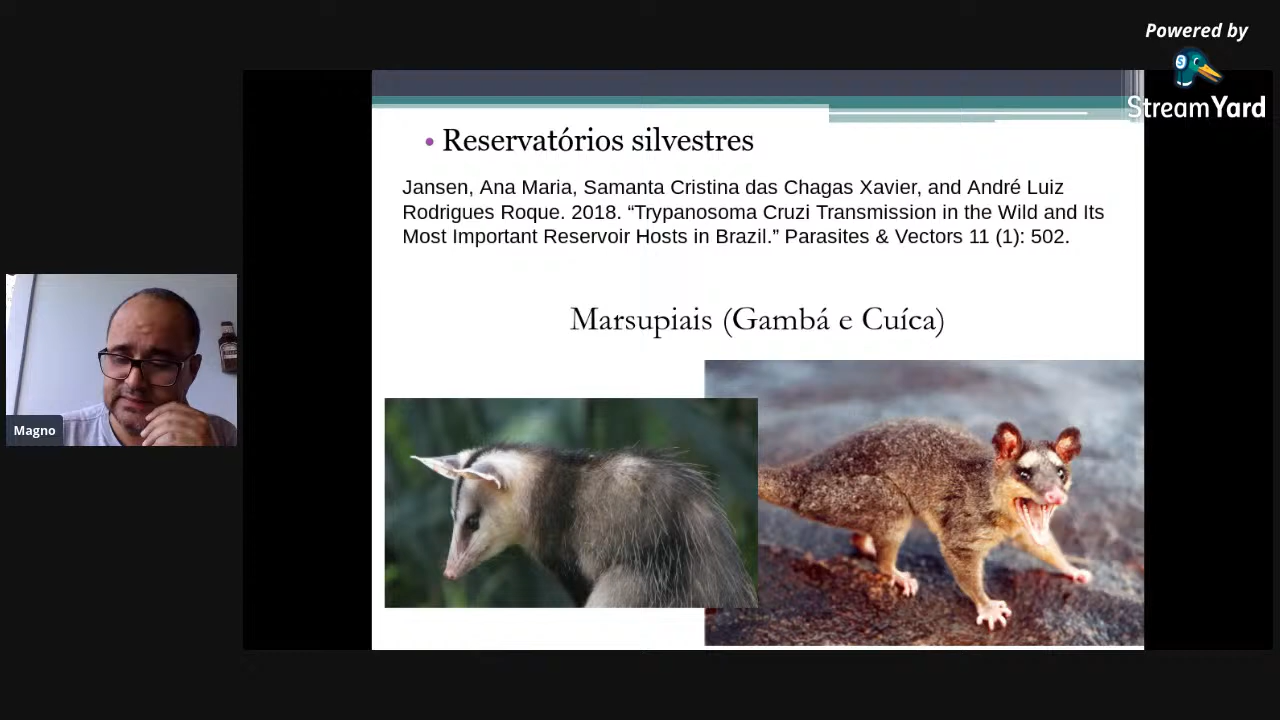 Powered by
StreamYard
• Reservatórios silvestres
Jansen, Ana Maria, Samanta Cristina das Chagas Xavier, and André Luiz
Rodrigues Roque. 2018. “Trypanosoma Cruzi Transmission in the Wild and Its
Most Important Reservoir Hosts in Brazil.” Parasites & Vectors 11 (1): 502.
Marsupiais (Gambá e Cuíca)
Magno